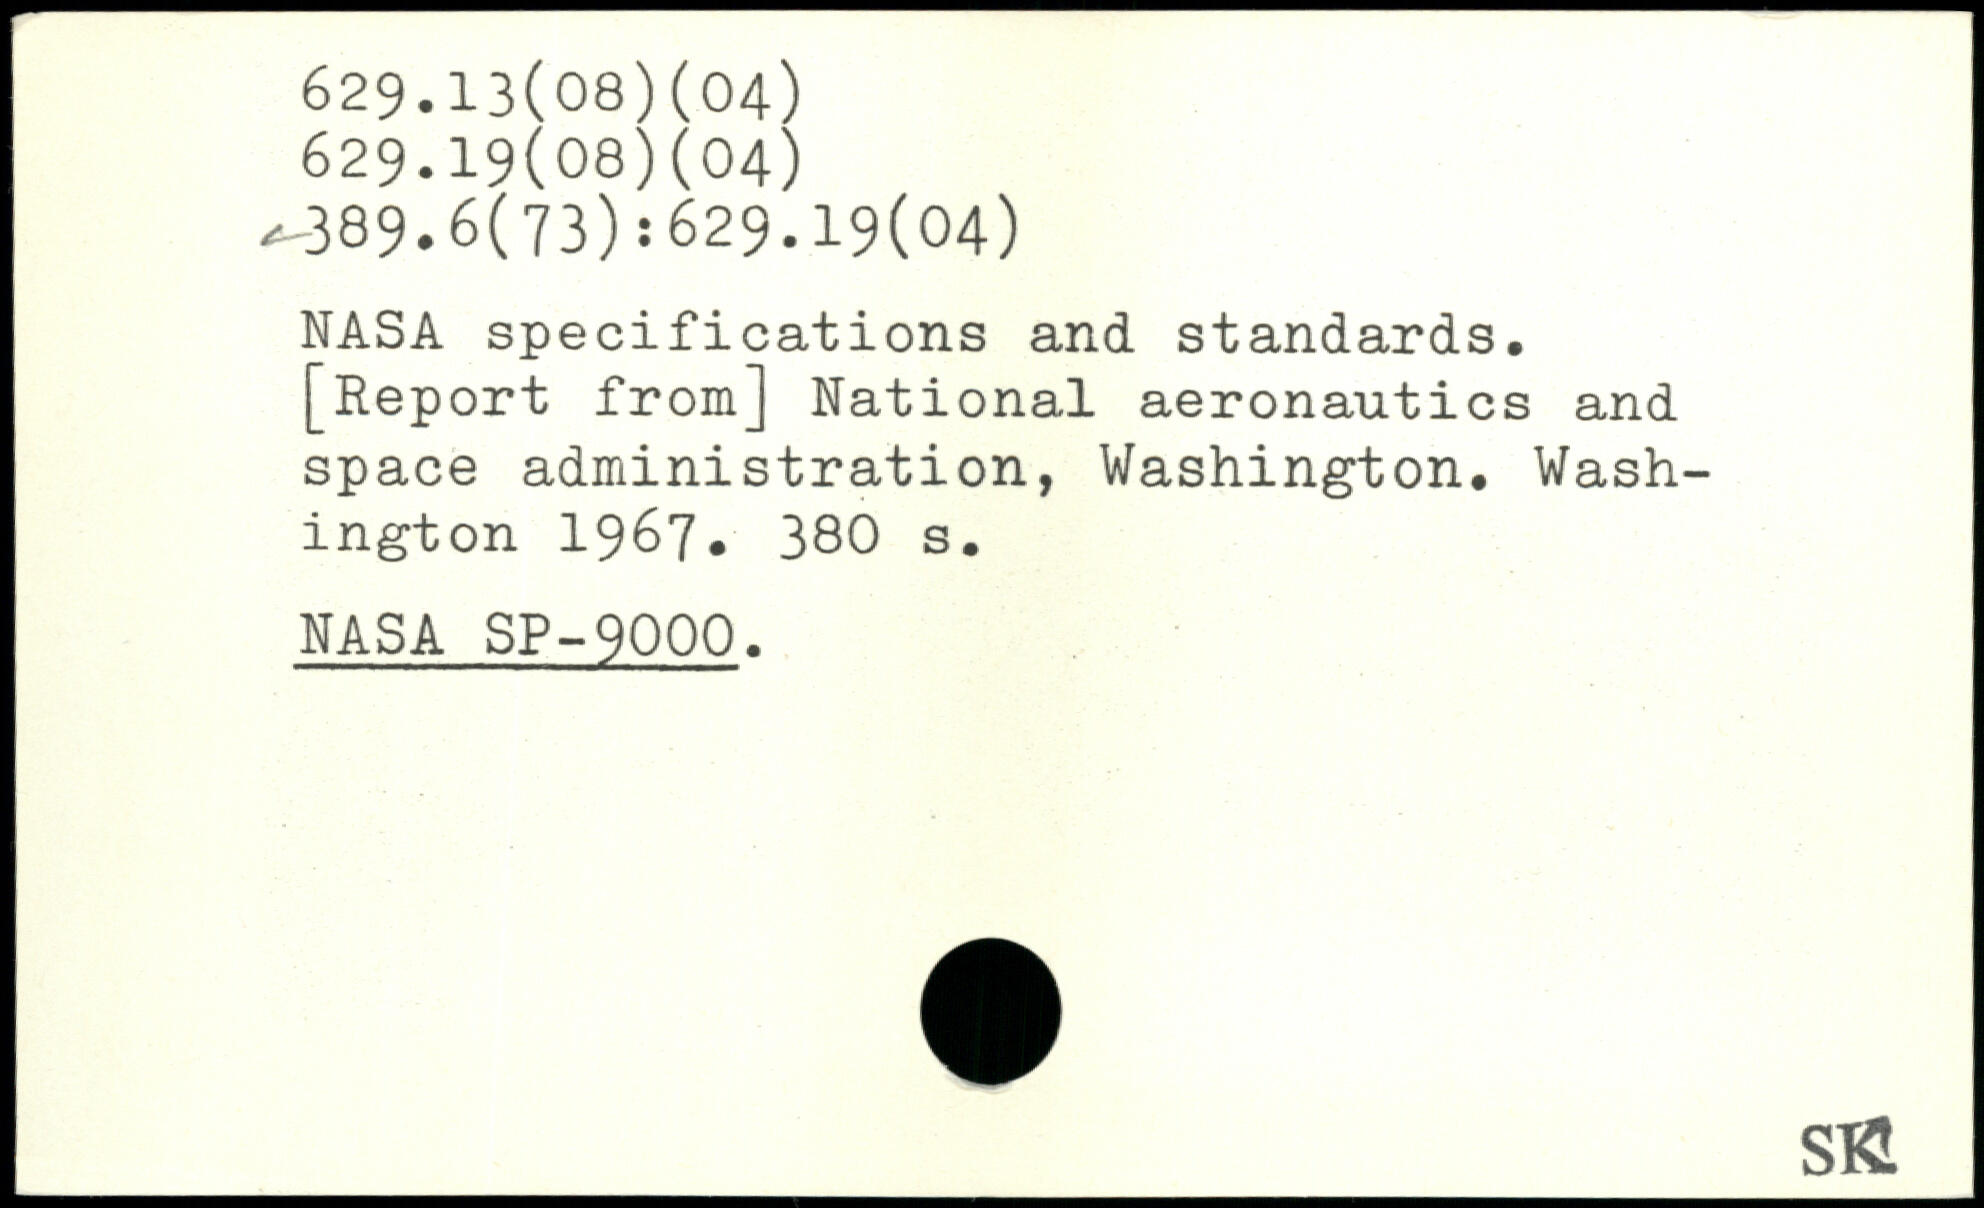 629.13(08)(04)
629.19(08)(04)
389.6(73):629.19(04)
NASA specifications and standards.
[Report from] National aeronautics and
space administration, Washington. Wash-
ington 1967. 380 s.
NASA SP-9000.
SK